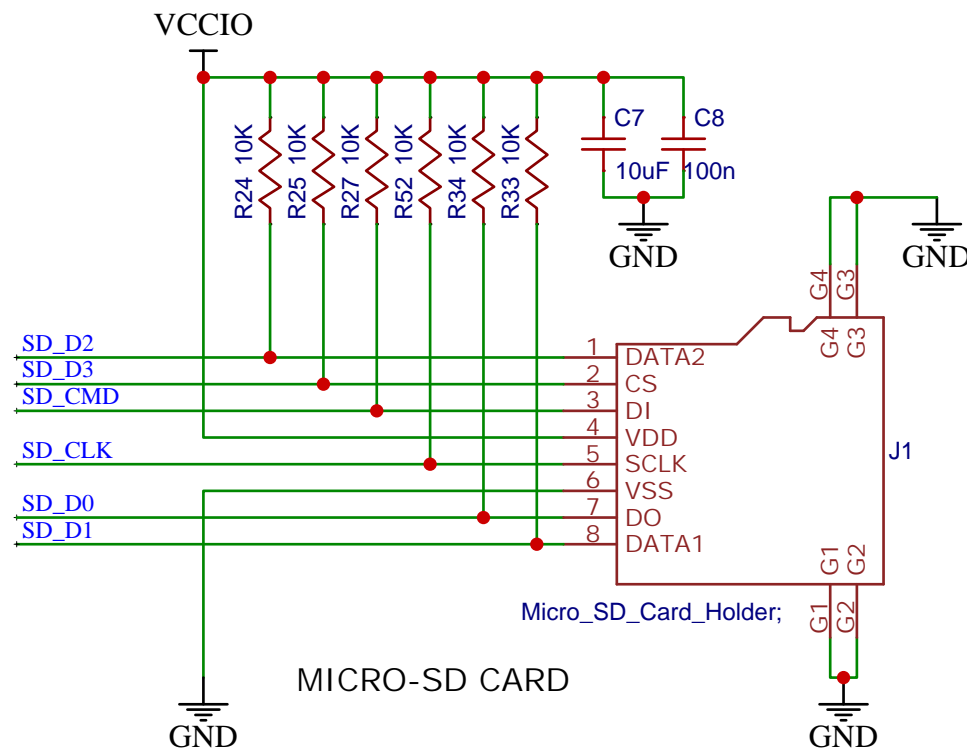 VCCIO
R24 10K
R25 10K
R27 10K
R52 10K
R34 10K
R33 10K
C7
10uF
C8
100n
GND
GND
G4
G3
G4
G3
SD_D2
1
DATA2
SD_D3
2
CS
SD_CMD
3
DI
4
VDD
SD_CLK
5
SCLK
6
VSS
SD_D0
7
DO
SD_D1
8
DATA1
J1
G1
G2
G1
G2
Micro_SD_Card_Holder;
MICRO-SD CARD
GND
GND